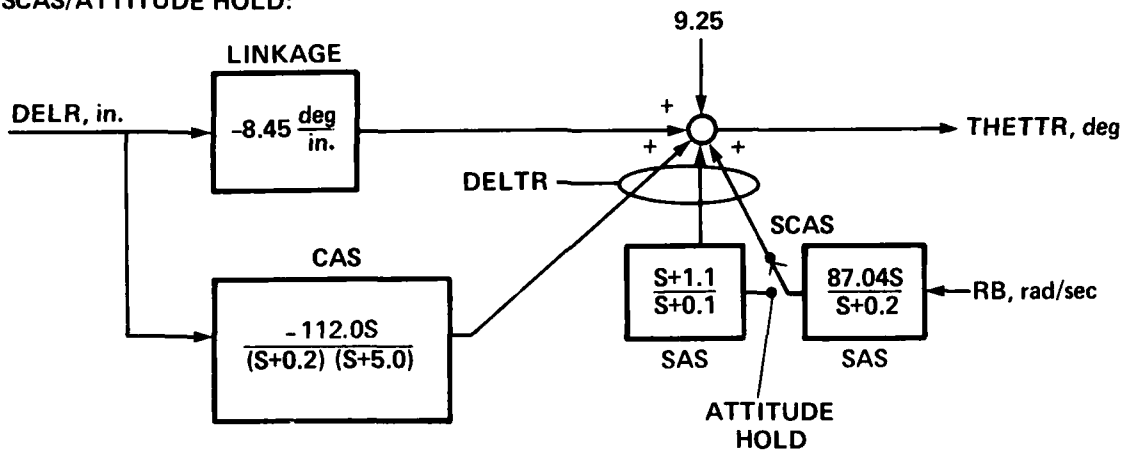 SCAS/ATTITUDE HOLD:
9.25
LINKAGE
DELR, in.
-8.45 deg/in.
+
+
+
THETTR, deg
DELTR
SCAS
CAS
-112.0S
(S+0.2) (S+5.0)
S+1.1
S+0.1
87.04S
S+0.2
RB, rad/sec
SAS
SAS
ATTITUDE
HOLD